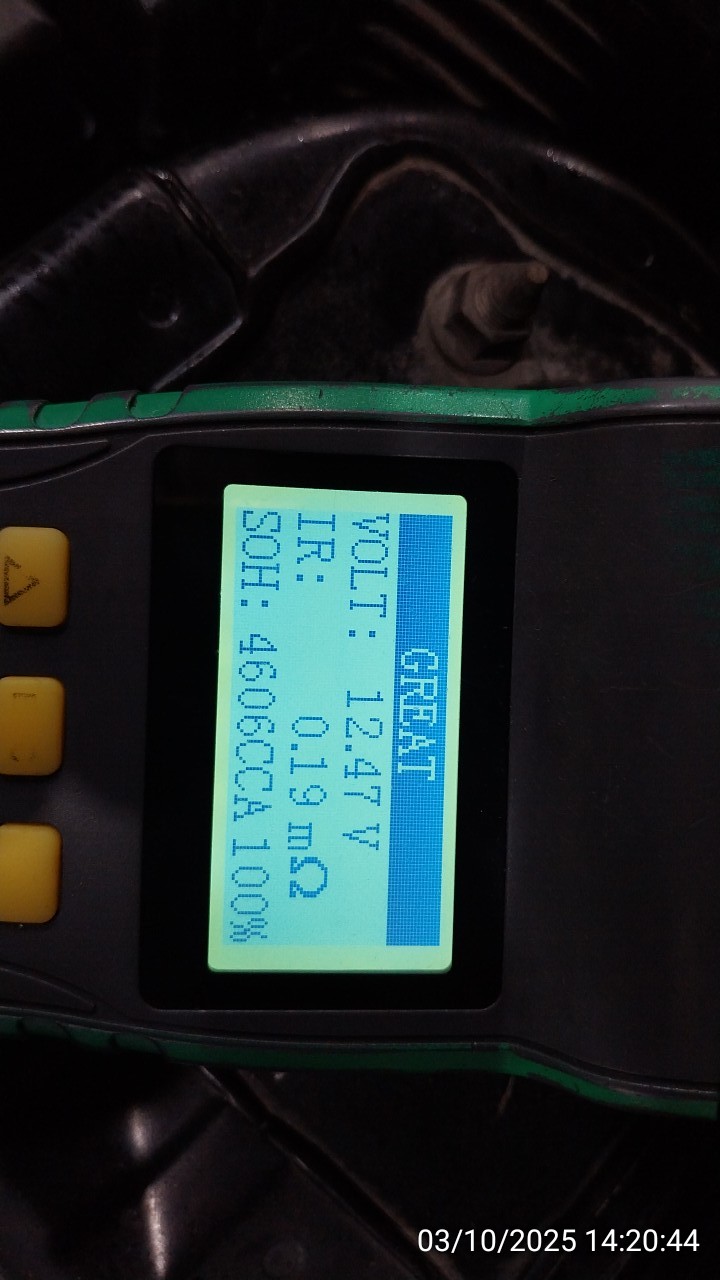 GREAT
VOLT: 12.47 V
IR: 0.19 mΩ
SOH: 4606CCA 100%
03/10/2025 14:20:44